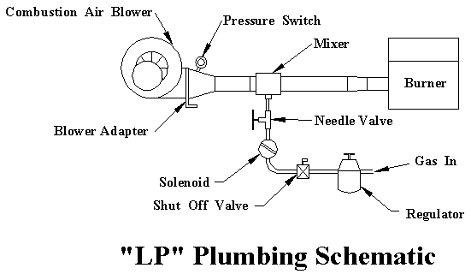 Combustion Air Blower
Pressure Switch
Mixer
Burner
Blower Adapter
Needle Valve
Solenoid
Gas In
Shut Off Valve
Regulator
"LP" Plumbing Schematic